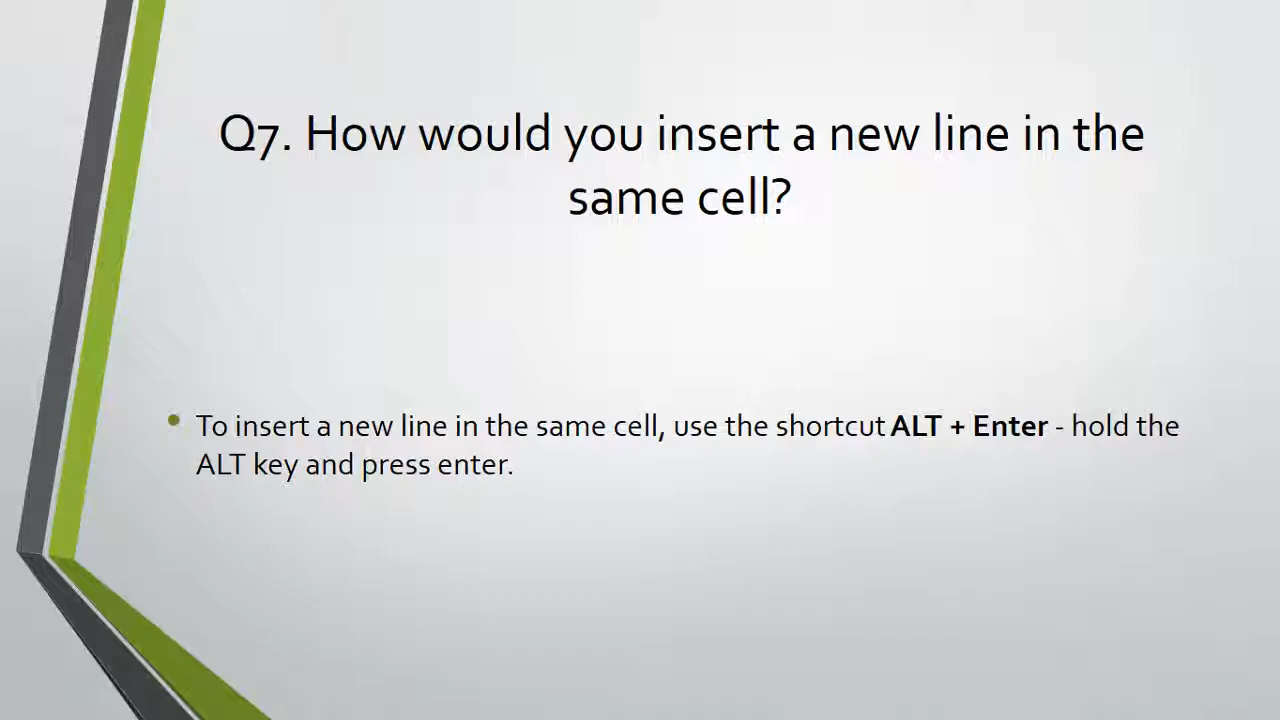 Q7. How would you insert a new line in the
same cell?
To insert a new line in the same cell, use the shortcut ALT + Enter - hold the
ALT key and press enter.